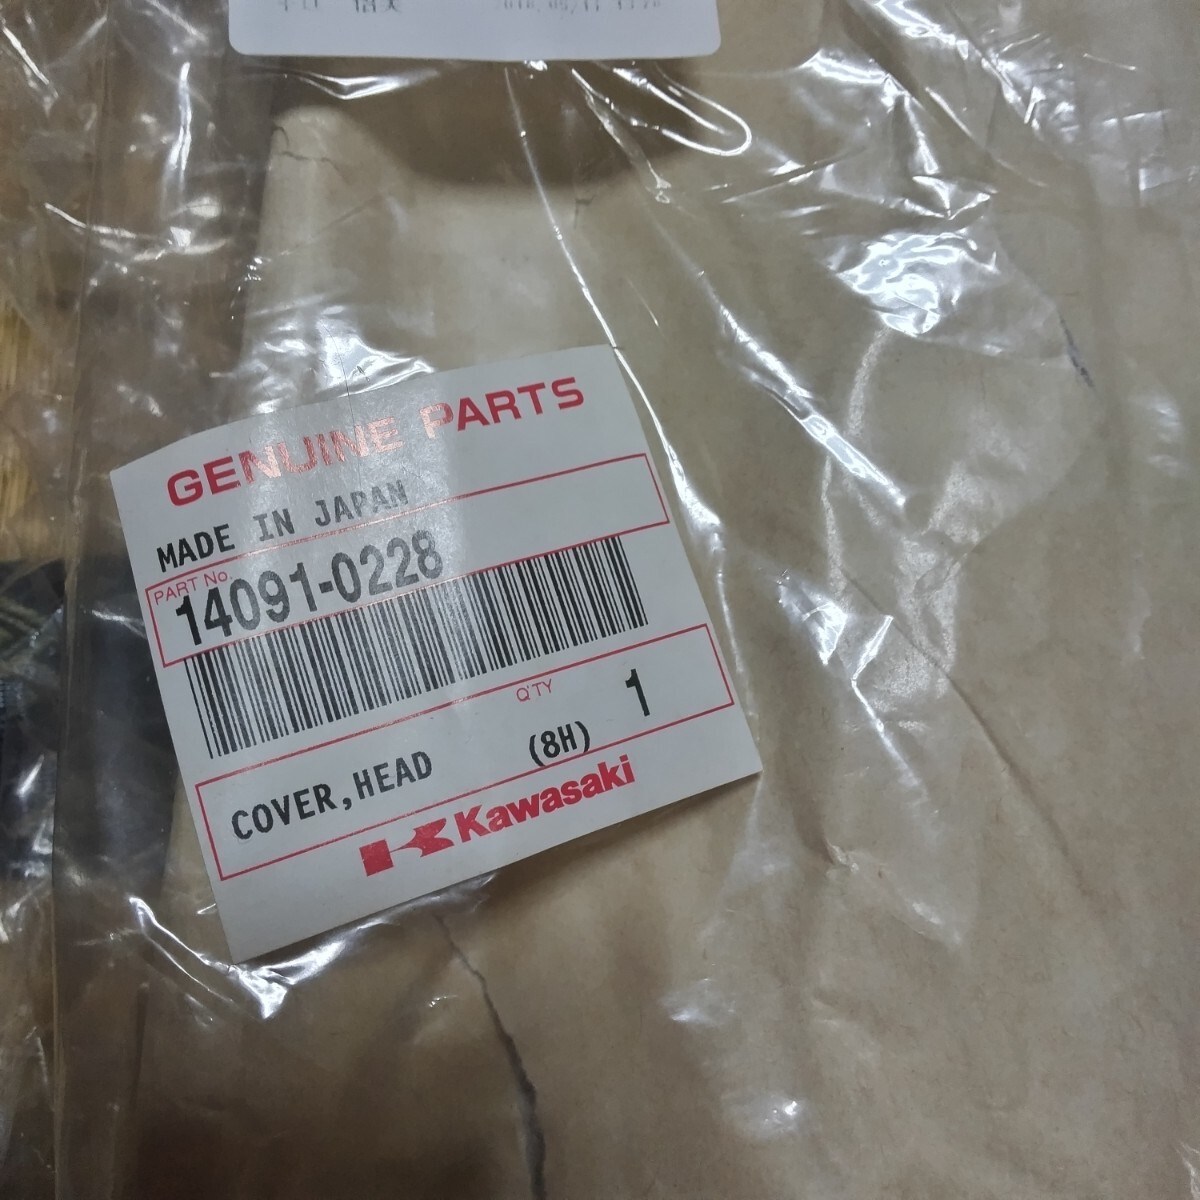 GENUINE PARTS
MADE IN JAPAN
PART No.
14091-0228
Q'TY 1
COVER,HEAD (8H)
Kawasaki